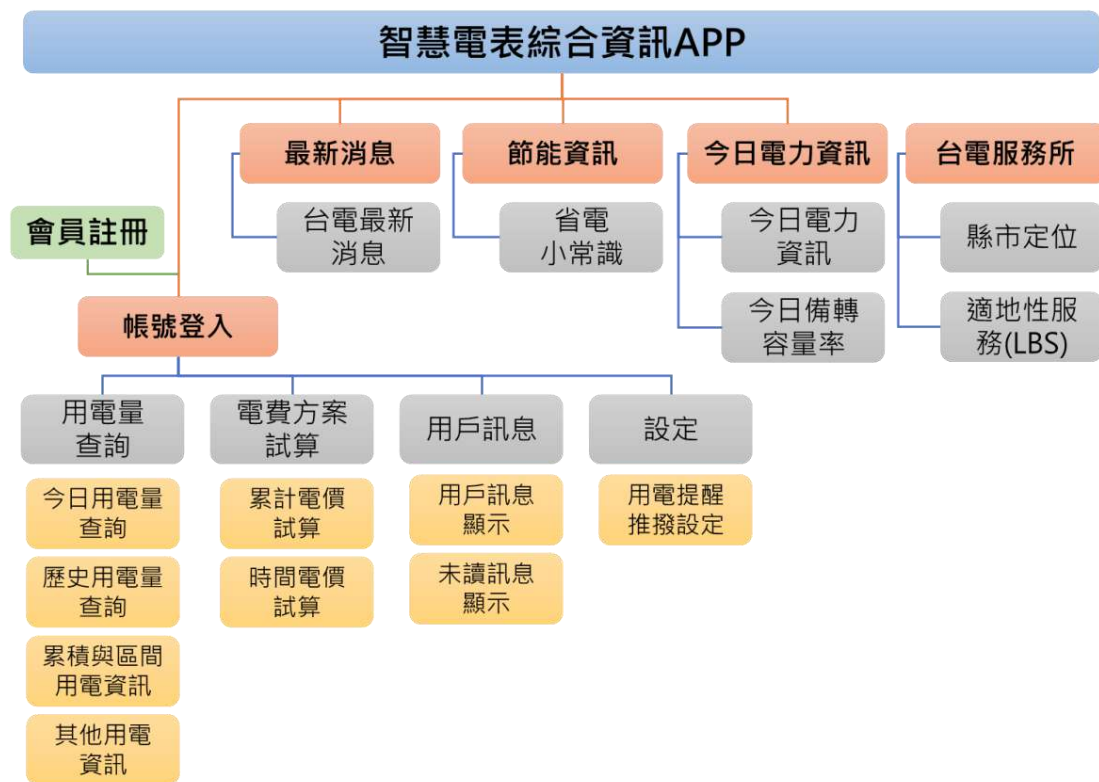 智慧電表綜合資訊APP
最新消息
節能資訊
今日電力資訊
台電服務所
台電最新
消息
省電
小常識
今日電力
資訊
縣市定位
會員註冊
今日備轉
容量率
適地性服
務(LBS)
帳號登入
用電量
查詢
電費方案
試算
用戶訊息
設定
今日用電量
查詢
累計電價
試算
用戶訊息
顯示
用電提醒
推撥設定
歷史用電量
查詢
時間電價
試算
未讀訊息
顯示
累積與區間
用電資訊
其他用電
資訊